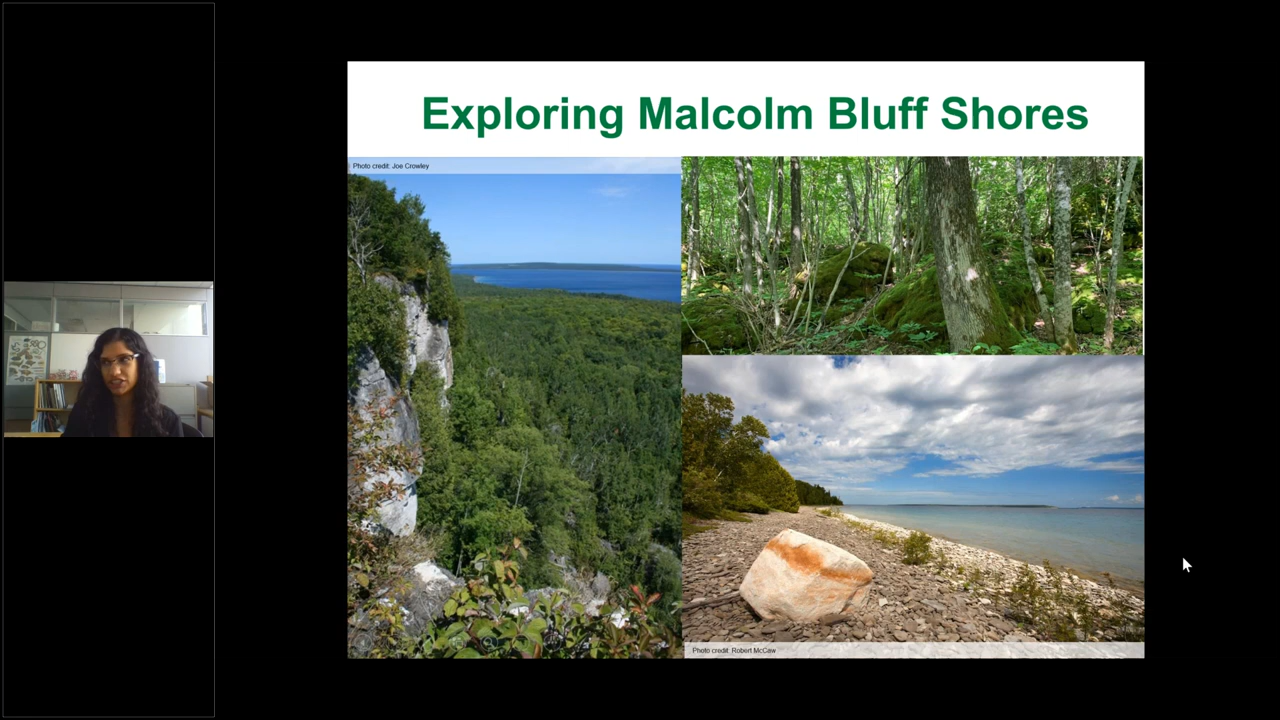 Exploring Malcolm Bluff Shores
Photo credit: Joe Crowley
Photo credit: Robert McCaw